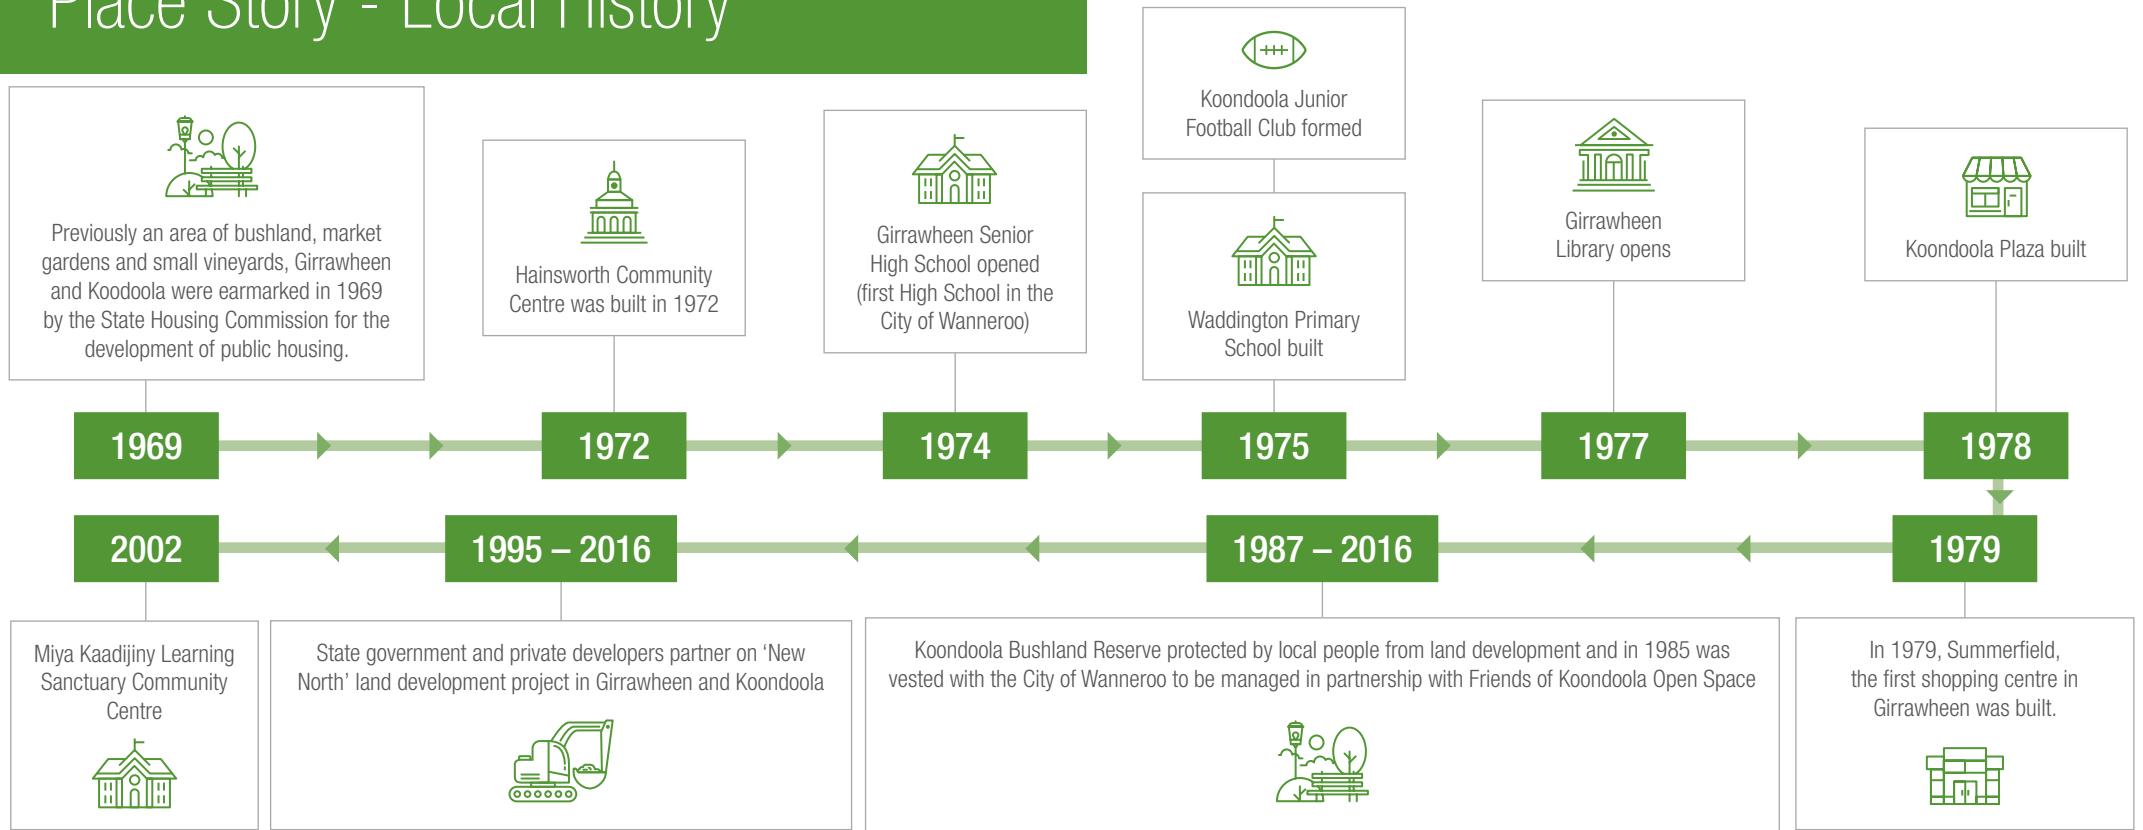 Place Story - Local History
Previously an area of bushland, market
gardens and small vineyards, Girrawheen
and Koodoola were earmarked in 1969
by the State Housing Commission for the
development of public housing.
Hainsworth Community
Centre was built in 1972
Girrawheen Senior
High School opened
(first High School in the
City of Wanneroo)
Koondoola Junior
Football Club formed
Waddington Primary
School built
Girrawheen
Library opens
Koondoola Plaza built
1969
1972
1974
1975
1977
1978
2002
1995 – 2016
1987 – 2016
1979
Miya Kaadijiny Learning
Sanctuary Community
Centre
State government and private developers partner on ‘New
North’ land development project in Girrawheen and Koondoola
Koondoola Bushland Reserve protected by local people from land development and in 1985 was
vested with the City of Wanneroo to be managed in partnership with Friends of Koondoola Open Space
In 1979, Summerfield,
the first shopping centre in
Girrawheen was built.